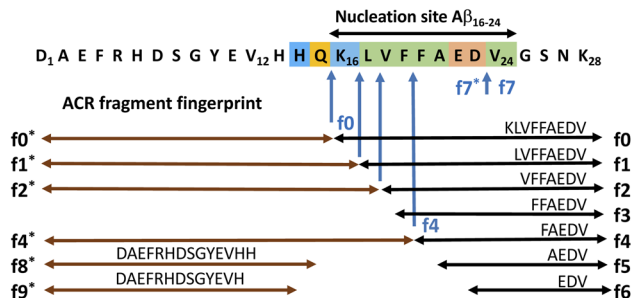 Nucleation site Aβ16-24
D1 A E F R H D S G Y E V12 H H Q K16 L V F F A E D V24 G S N K28
f7* f7
ACR fragment fingerprint
f0
KLVFFAEDV
f0* f0
LVFFAEDV
f1* f1
VFFAEDV
f2* f2
FFAEDV
f3
f4
FAEDV
f4* f4
DAEFRHDSGYEVHH AEDV
f8* f5
DAEFRHDSGYEVH EDV
f9* f6